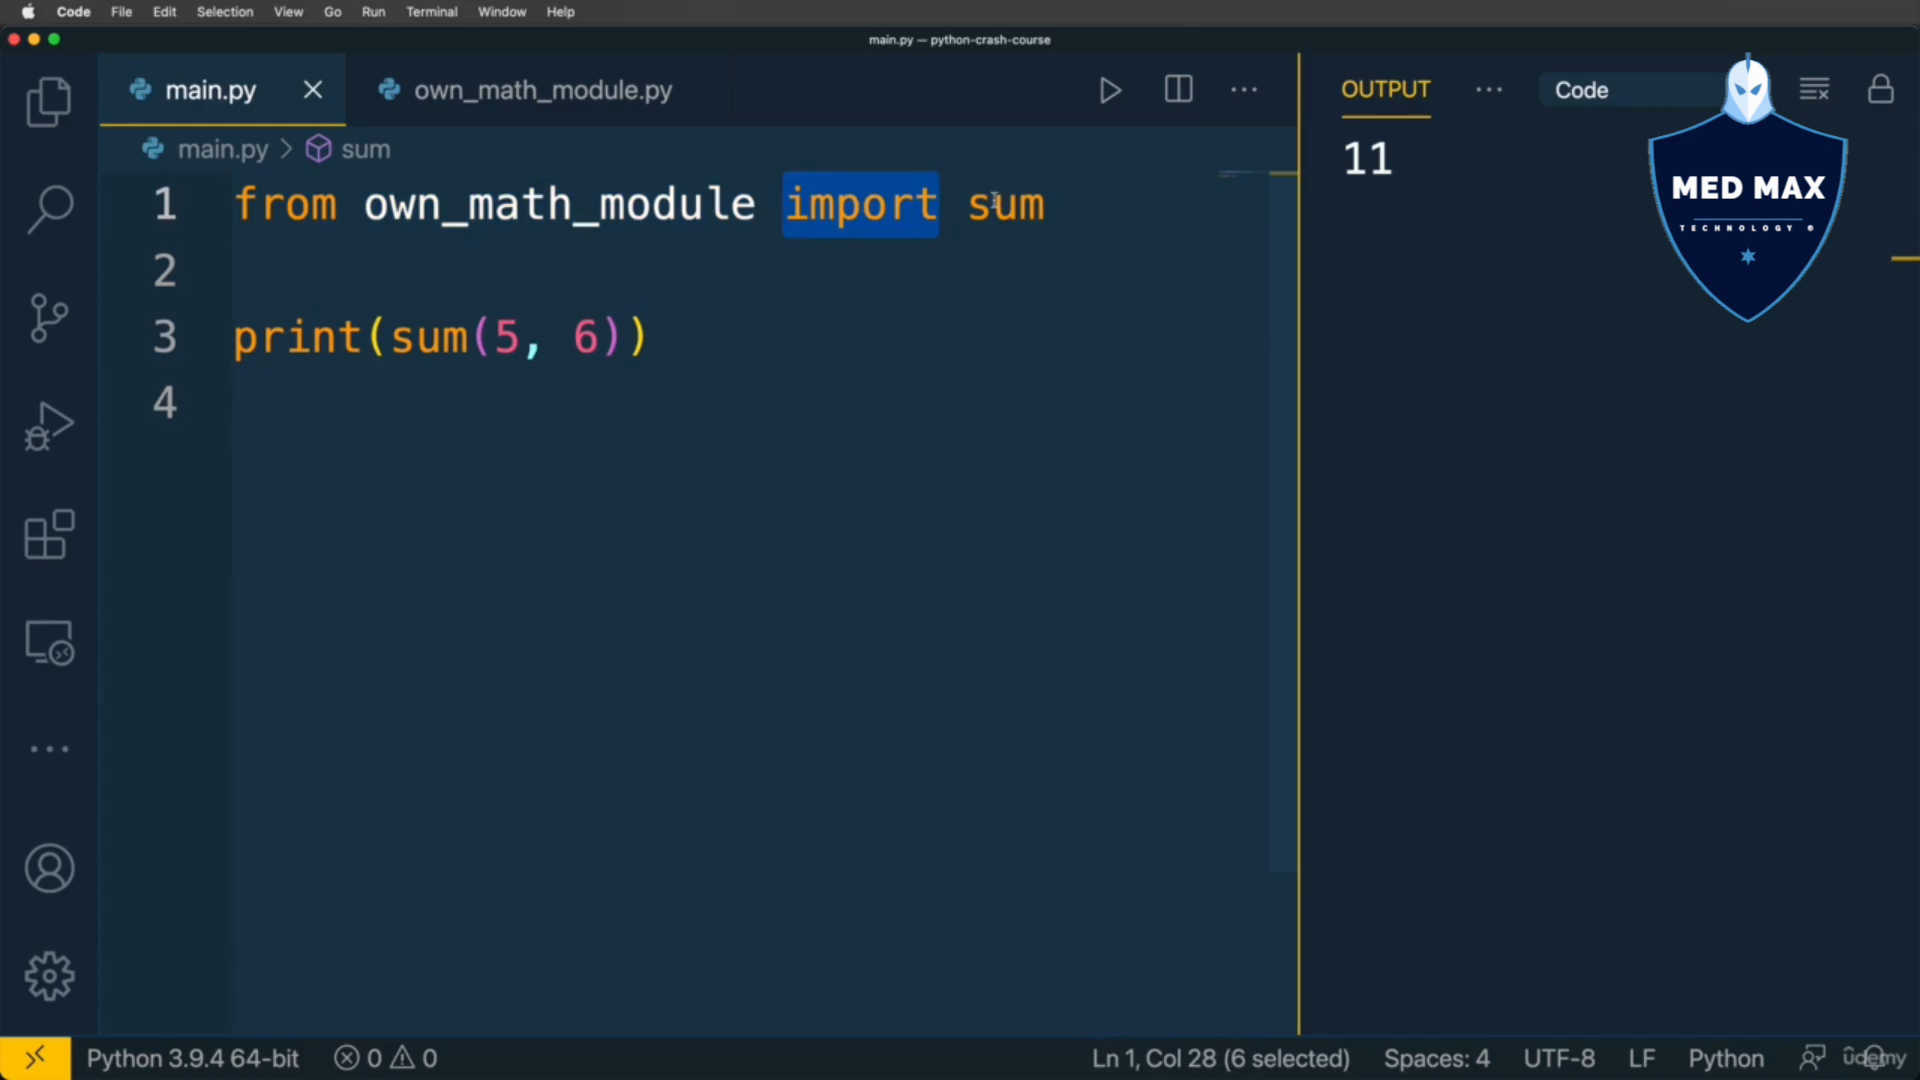 Code File Edit Selection View Go Run Terminal Window Help
main.py — python-crash-course
main.py own_math_module.py
OUTPUT Code
main.py > sum
11
1 from own_math_module import sum
2
3 print(sum(5, 6))
4
MED MAX
TECHNOLOGY ®
Python 3.9.4 64-bit 0 0 Ln 1, Col 28 (6 selected) Spaces: 4 UTF-8 LF Python ûdemy